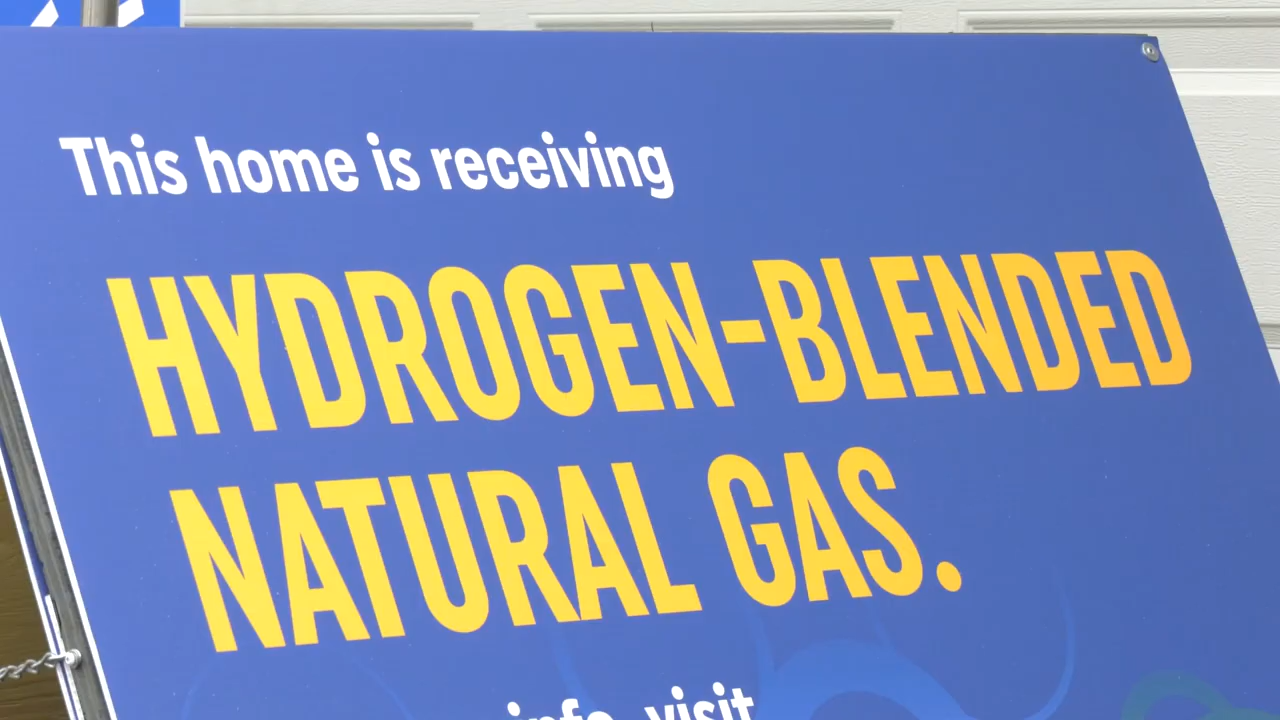 This home is receiving
HYDROGEN-BLENDED
NATURAL GAS.
info, visit